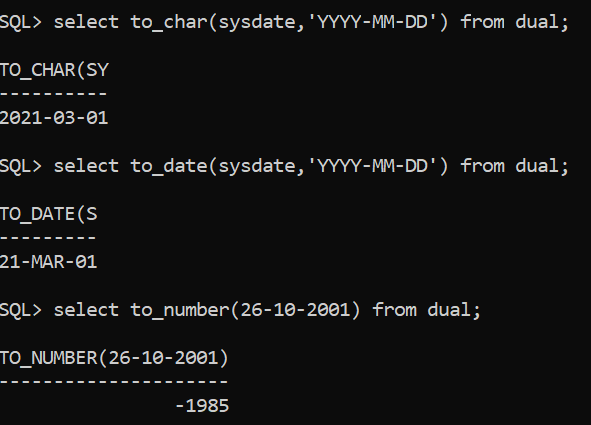 SQL> select to_char(sysdate,'YYYY-MM-DD') from dual;
TO_CHAR(SY
----------
2021-03-01
SQL> select to_date(sysdate,'YYYY-MM-DD') from dual;
TO_DATE(S
---------
21-MAR-01
SQL> select to_number(26-10-2001) from dual;
TO_NUMBER(26-10-2001)
---------------------
-1985